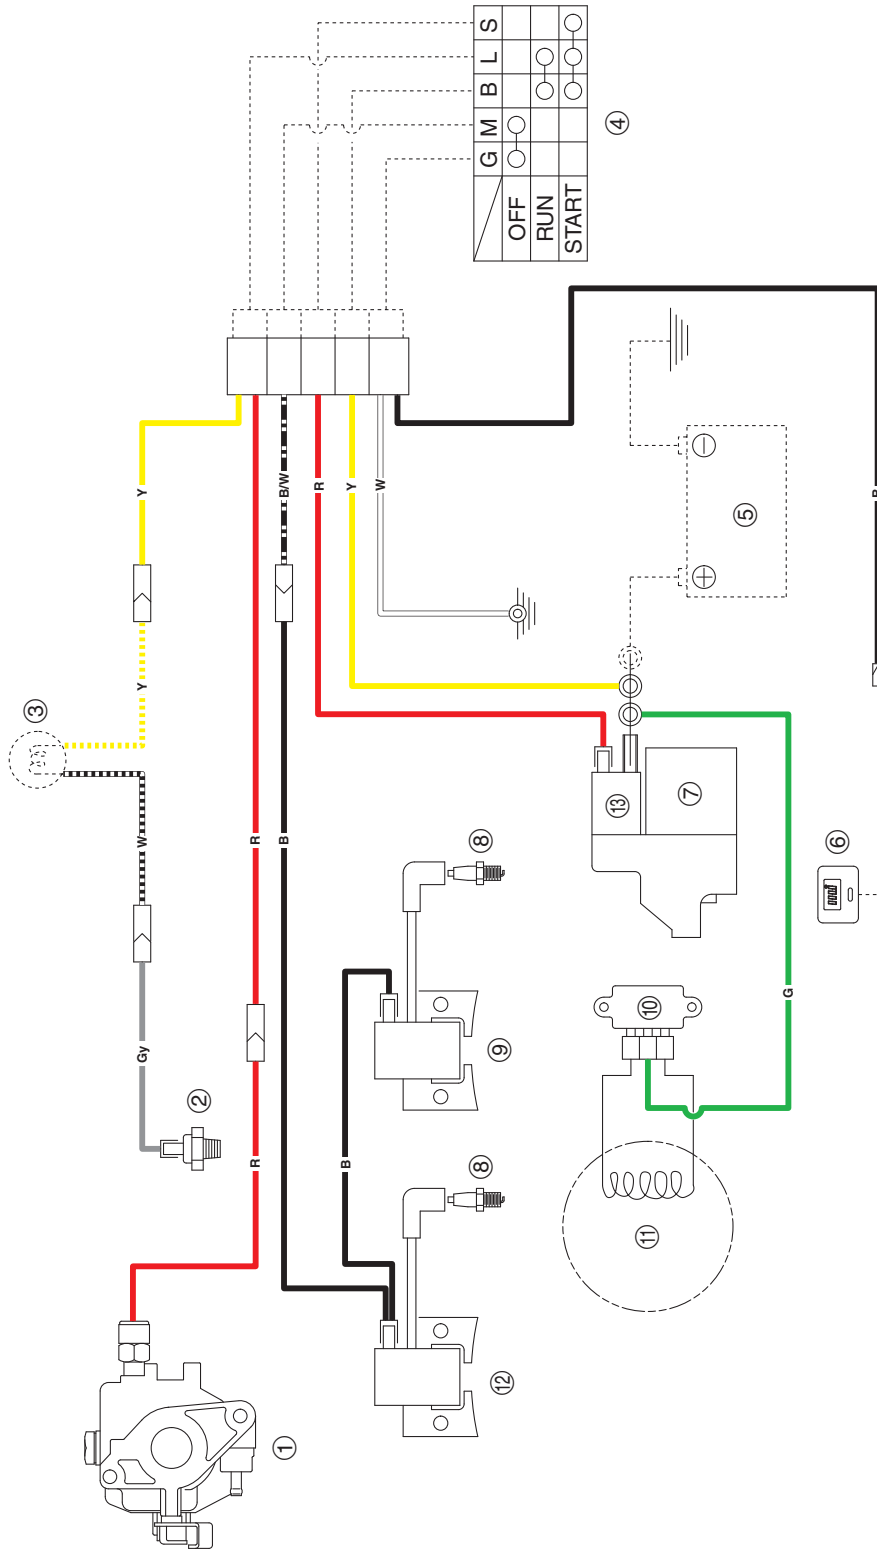 S
L
B
M
G
OFF
RUN
START
④
Y
B/W
R
Y
W
③
Y
W
Gy
②
R
B
R
B
⑧
⑨
⑧
⑫
①
⊖
⊕
⑤
⑬
⑦
⑥
⑩
⑪
G